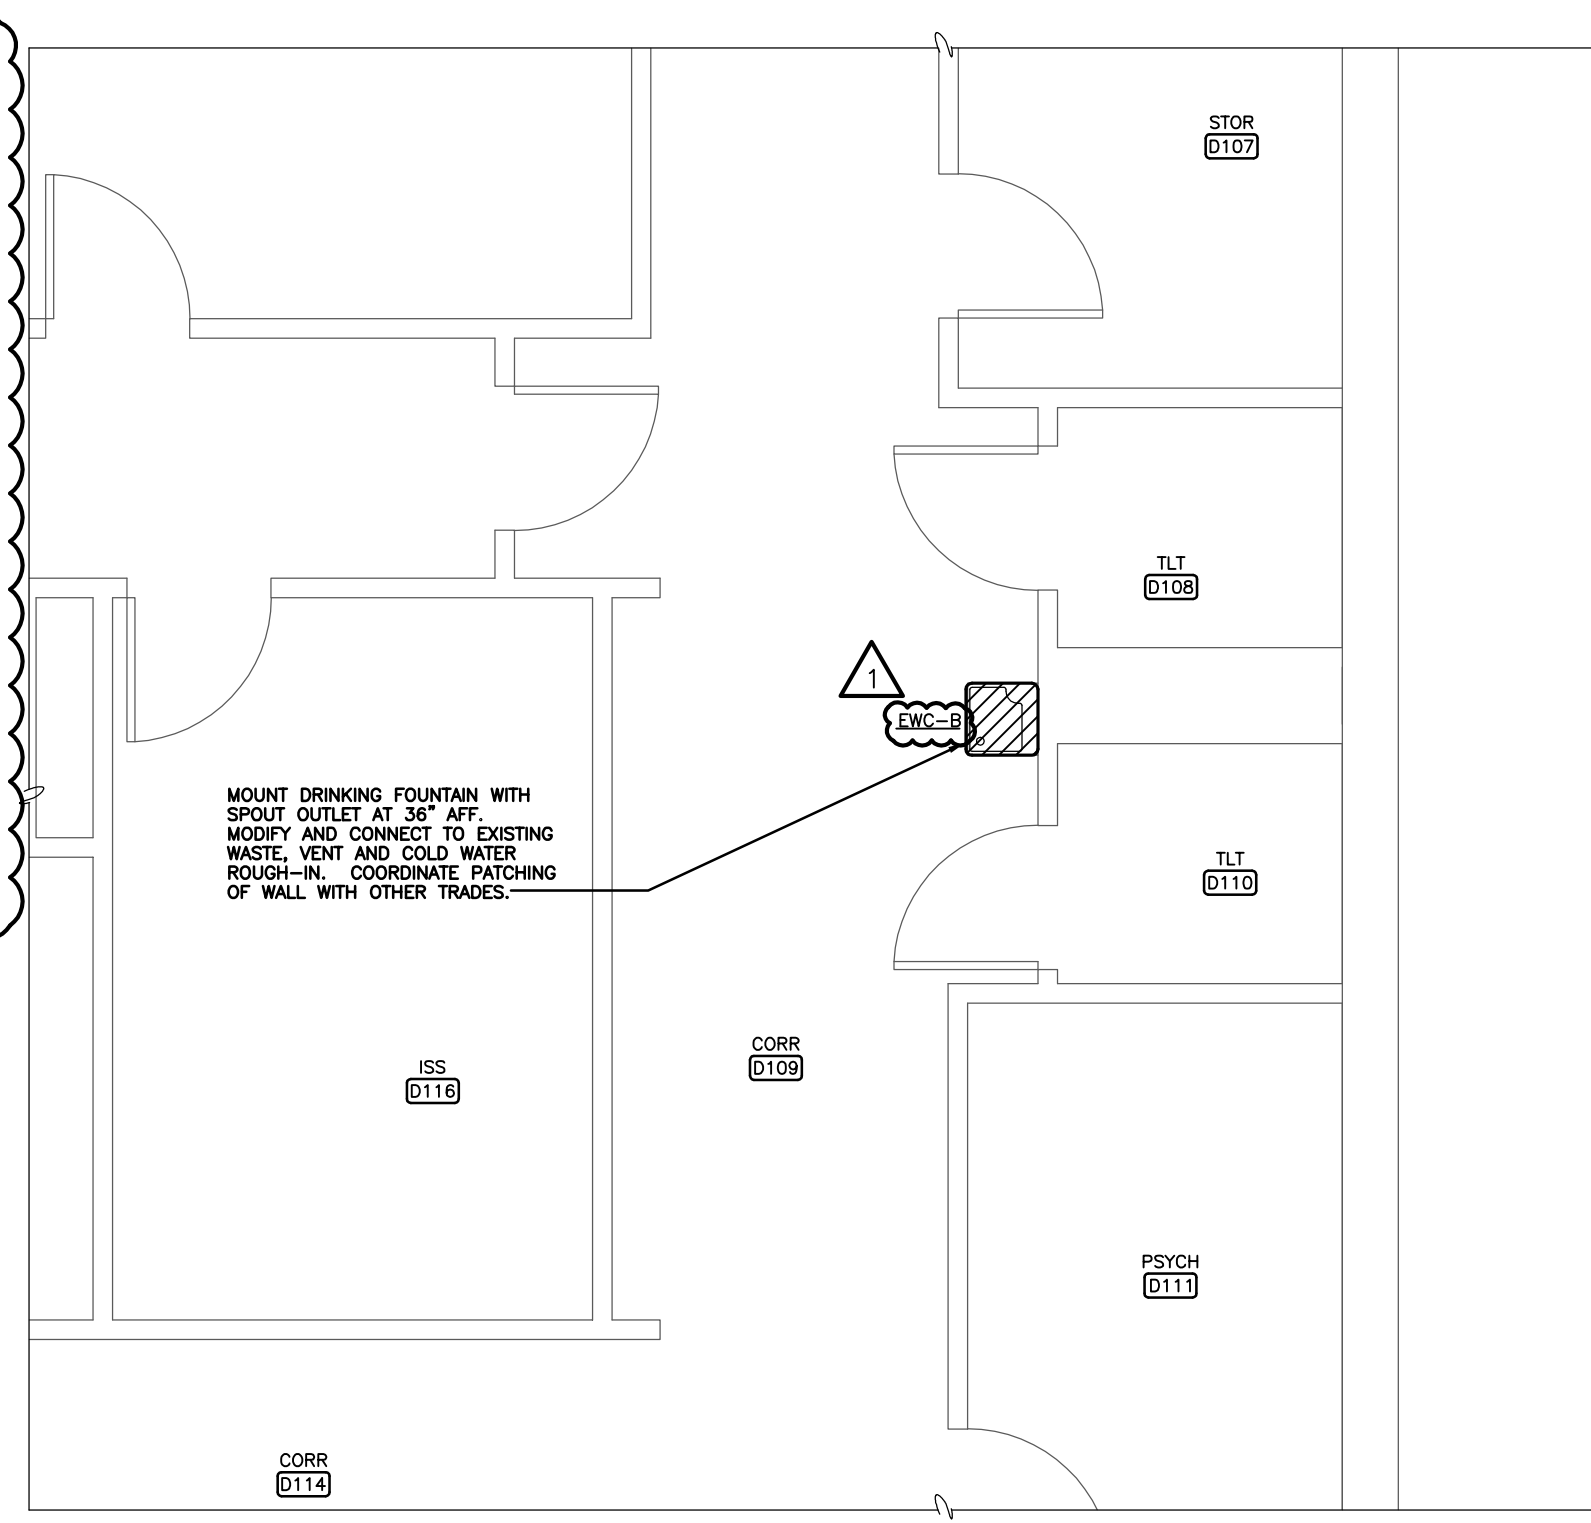 STOR
D107
TLT
D108
1
EWC-B
MOUNT DRINKING FOUNTAIN WITH
SPOUT OUTLET AT 36" AFF.
MODIFY AND CONNECT TO EXISTING
WASTE, VENT AND COLD WATER
ROUGH-IN. COORDINATE PATCHING
OF WALL WITH OTHER TRADES.
TLT
D110
CORR
D109
ISS
D116
PSYCH
D111
CORR
D114